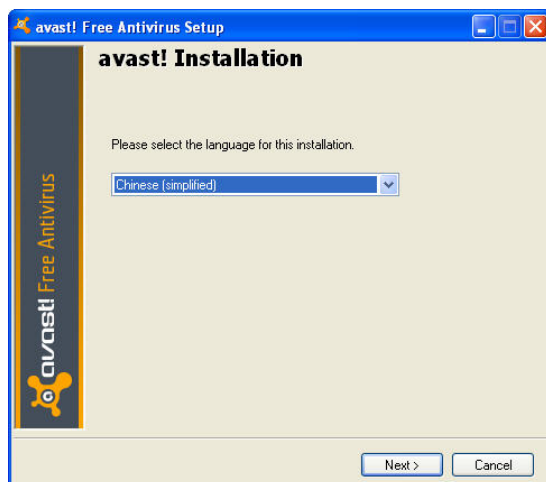 avast! Free Antivirus Setup
avast! Installation
Please select the language for this installation.
Chinese (simplified)
avast! Free Antivirus
Next >
Cancel